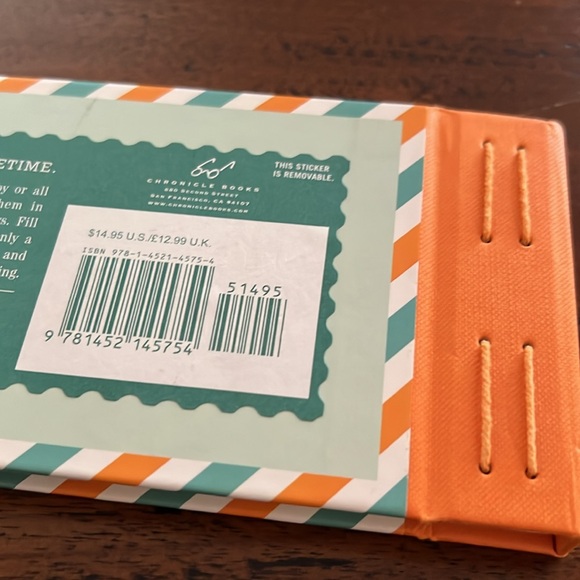 ETIME.
y or all
hem in
s. Fill
nly a
and
ing.
CHRONICLE BOOKS
680 SECOND STREET
SAN FRANCISCO, CA 94107
WWW.CHRONICLEBOOKS.COM
THIS STICKER
IS REMOVABLE.
$14.95 U.S./£12.99 U.K.
ISBN 978-1-4521-4575-4
51495
9 781452 145754